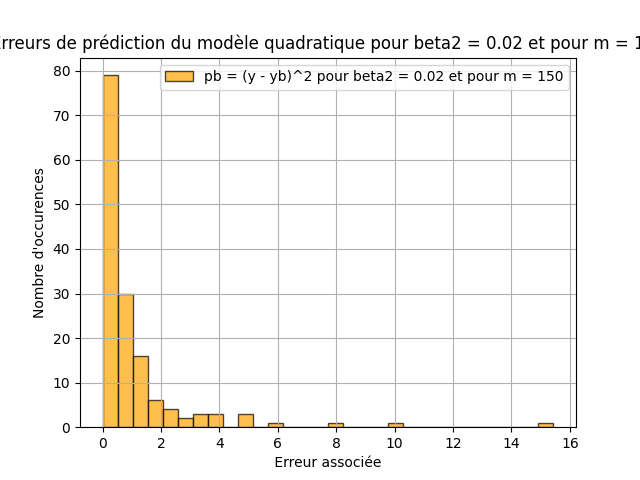 rreurs de prédiction du modèle quadratique pour beta2 = 0.02 et pour m = 1
pb = (y - yb)^2 pour beta2 = 0.02 et pour m = 150
Nombre d'occurences
80
70
60
50
40
30
20
10
0
0 2 4 6 8 10 12 14 16
Erreur associée